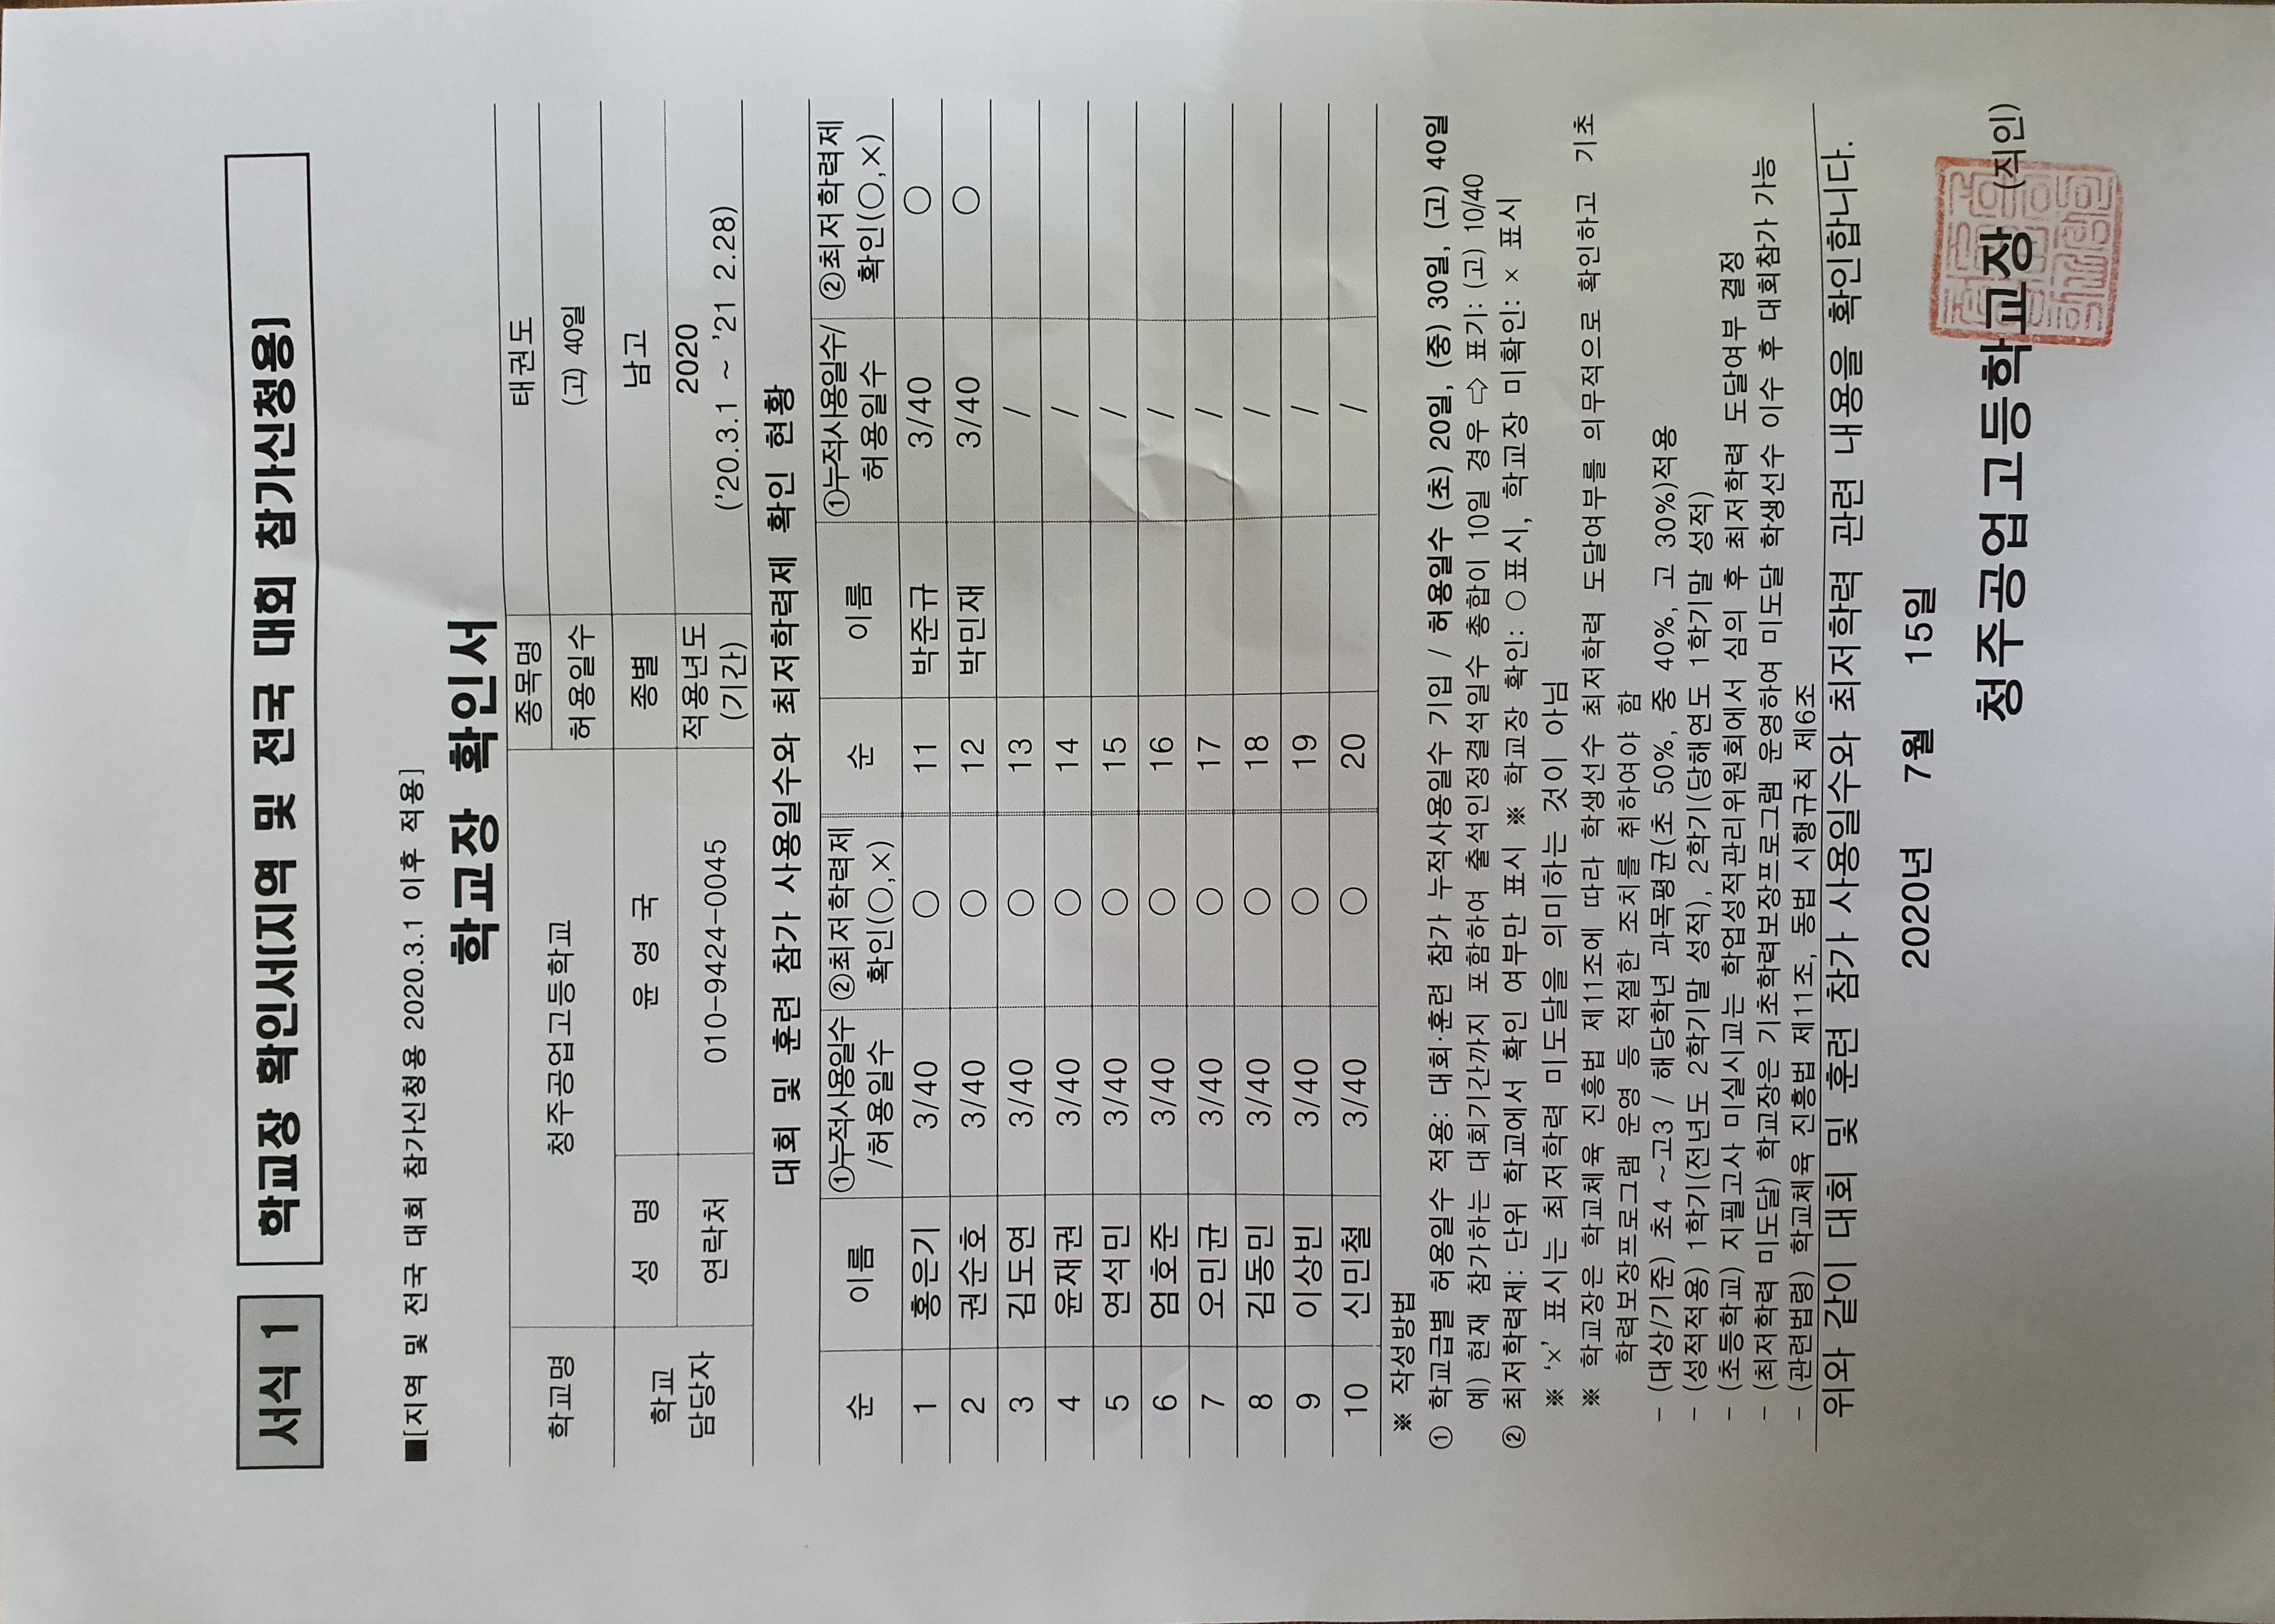 서식 1
학교장 확인서(지역 및 전국 대회 참가신청용)
■[지역 및 전국 대회 참가신청용 2020.3.1 이후 적용]
학교장 확인서
학교명 청주공업고등학교 종목명 태권도
허용일수 (고) 40일
학교 담당자 성 명 윤 영 국 종별 남고
연락처 010-9424-0045 적용년도 (기간) 2020 ('20.3.1 ~ '21 2.28)
대회 및 훈련 참가 사용일수와 최저학력제 확인 현황
순 이름 ①누적사용일수/허용일수 ②최저학력제 확인(○,×) 순 이름 ①누적사용일수/허용일수 ②최저학력제 확인(○,×)
1 홍은기 3/40 ○ 11 박준규 3/40 ○
2 권순호 3/40 ○ 12 박민재 3/40 ○
3 김도연 3/40 ○ 13 /
4 윤재권 3/40 ○ 14 /
5 연석민 3/40 ○ 15 /
6 엄호준 3/40 ○ 16 /
7 오민균 3/40 ○ 17 /
8 김동민 3/40 ○ 18 /
9 이상빈 3/40 ○ 19 /
10 신민철 3/40 ○ 20 /
※ 작성방법
① 학교급별 허용일수 적용: 대회·훈련 참가 누적사용일수 기입 / 허용일수 (초) 20일, (중) 30일, (고) 40일
예) 현재 참가하는 대회기간까지 포함하여 출석인정결석일수 총합이 10일 경우 ⇨ 표기: (고) 10/40
② 최저학력제: 단위 학교에서 확인 여부만 표시 ※ 학교장 확인: ○표시, 학교장 미확인: × 표시
※ '×' 표시는 최저학력 미도달을 의미하는 것이 아님
※ 학교장은 학교체육 진흥법 제11조에 따라 학생선수 최저학력 도달여부를 의무적으로 확인하고 기초
학력보장프로그램 운영 등 적절한 조치를 취하여야 함
- (대상/기준) 초4 ~고3 / 해당학년 과목평균(초 50%, 중 40%, 고 30%)적용
- (성적적용) 1학기(전년도 2학기말 성적), 2학기(당해연도 1학기말 성적)
- (초등학교) 지필고사 미실시교는 학업성적관리위원회에서 심의 후 최저학력 도달여부 결정
- (최저학력 미도달) 학교장은 기초학력보장프로그램 운영하여 미도달 학생선수 이수 후 대회참가 가능
- (관련법령) 학교체육 진흥법 제11조, 동법 시행규칙 제6조
위와 같이 대회 및 훈련 참가 사용일수와 최저학력 관련 내용을 확인합니다.
2020년 7월 15일
청주공업고등학교장 (직인)